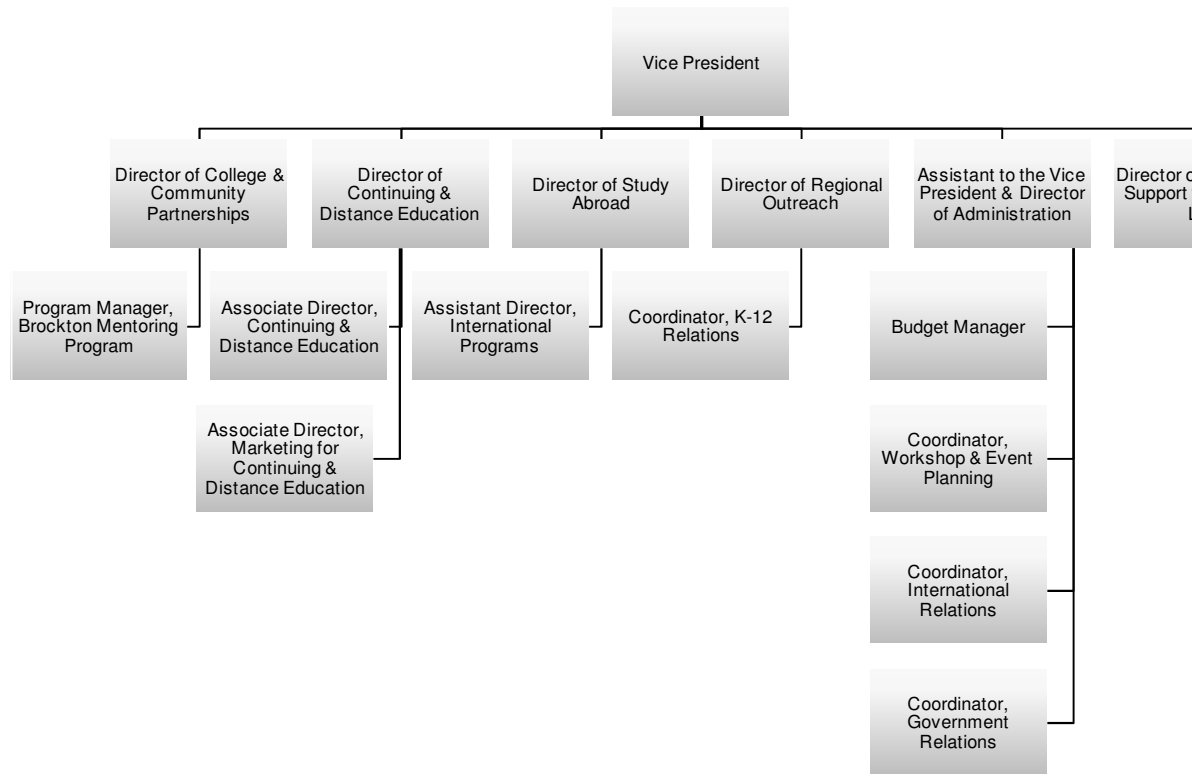 Vice President
Director of College &
Community
Partnerships
Director of
Continuing &
Distance Education
Director of Study
Abroad
Director of Regional
Outreach
Assistant to the Vice
President & Director
of Administration
Director
Support
Program Manager,
Brockton Mentoring
Program
Associate Director,
Continuing &
Distance Education
Assistant Director,
International
Programs
Coordinator, K-12
Relations
Budget Manager
Associate Director,
Marketing for
Continuing &
Distance Education
Coordinator,
Workshop & Event
Planning
Coordinator,
International
Relations
Coordinator,
Government
Relations